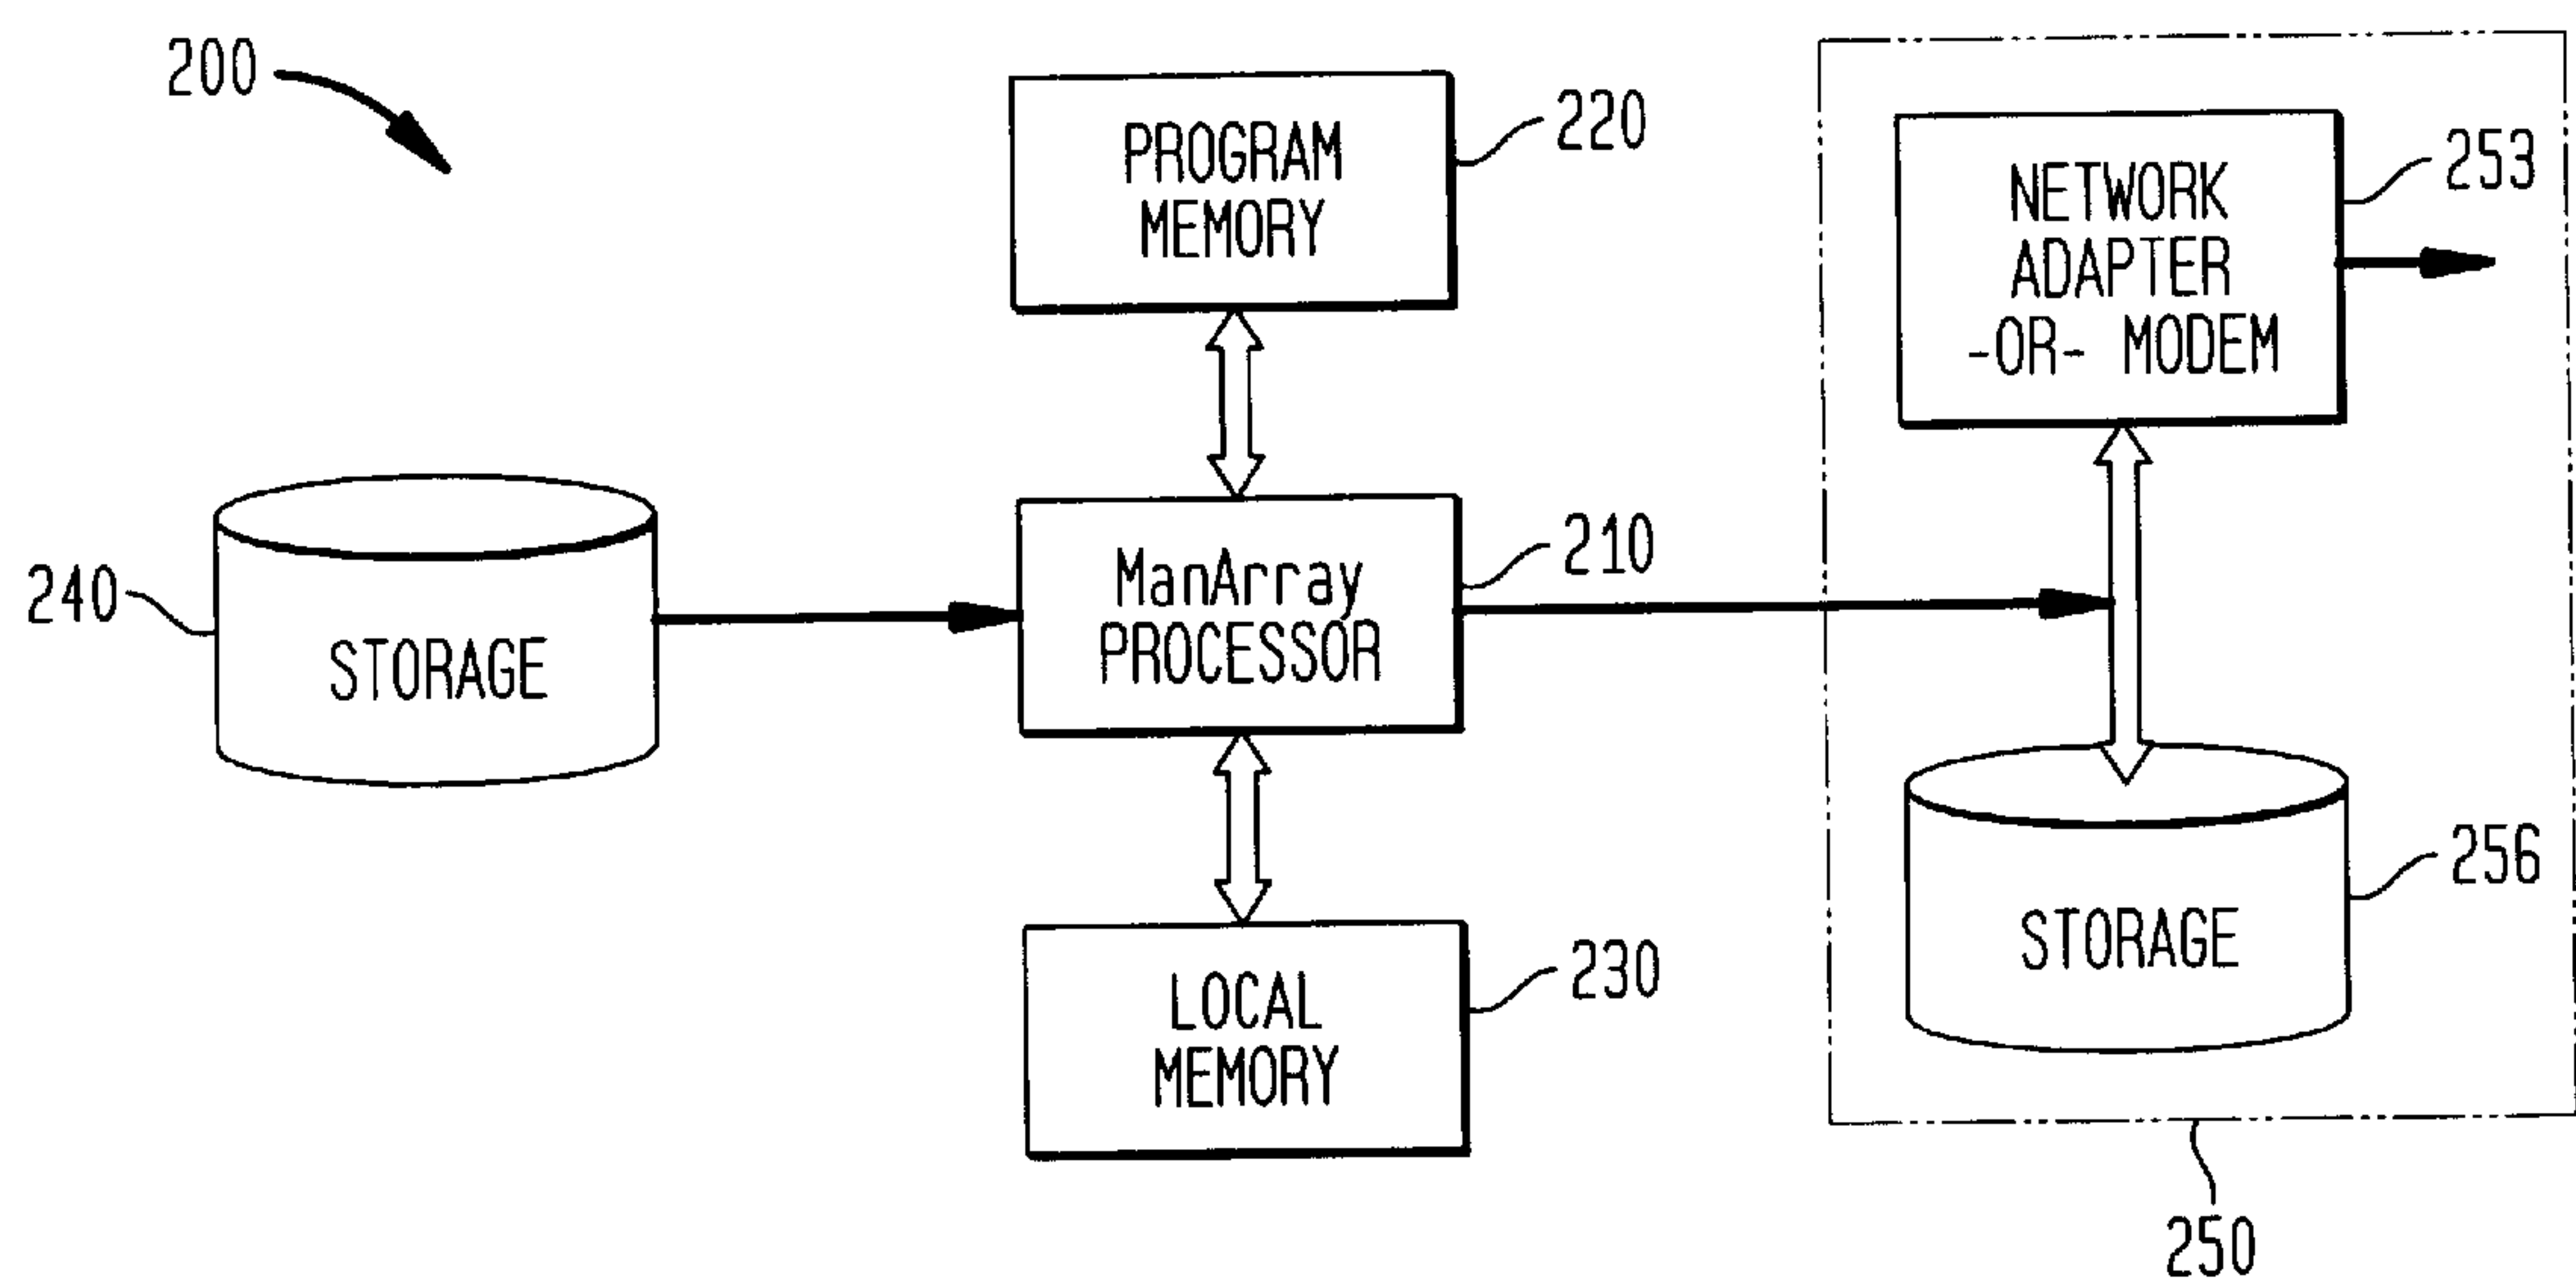 200
PROGRAM
MEMORY
220
NETWORK
ADAPTER
-OR- MODEM
253
240
STORAGE
ManArray
PROCESSOR
210
LOCAL
MEMORY
230
STORAGE
256
250